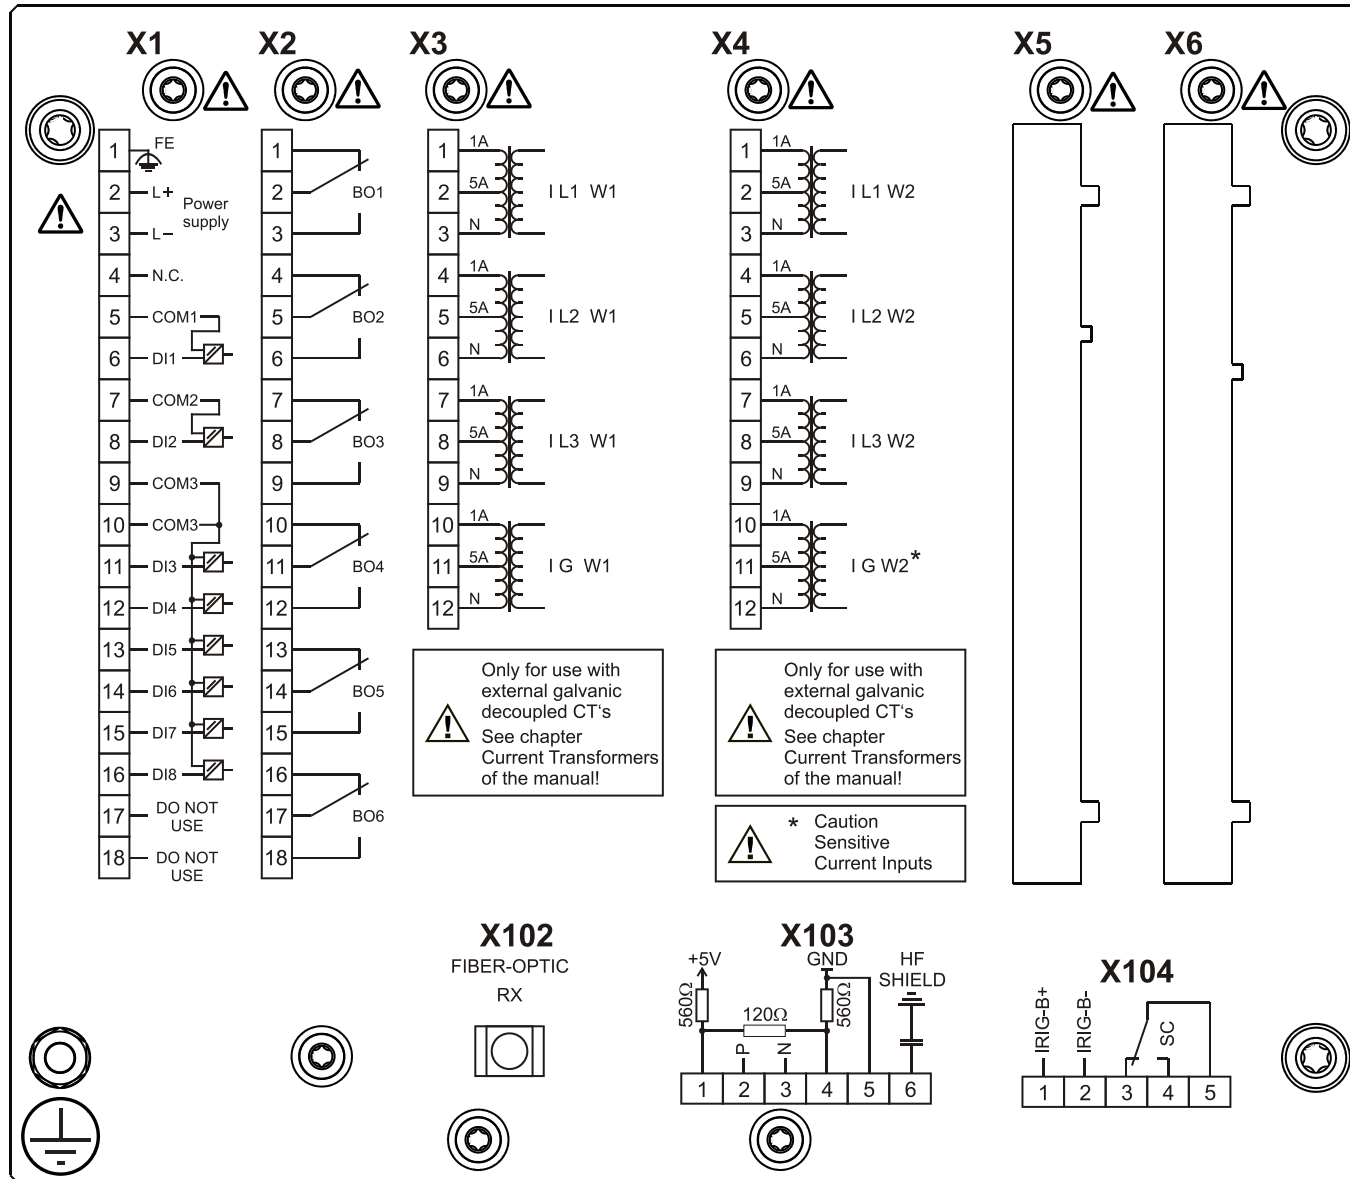 X1
X2
X3
X4
X5
X6
1 FE
2 L+
Power
supply
3 L-
4 N.C.
5 COM1
6 DI1
7 COM2
8 DI2
9 COM3
10 COM3
11 DI3
12 DI4
13 DI5
14 DI6
15 DI7
16 DI8
17 DO NOT
USE
18 DO NOT
USE
1
2 BO1
3
4
5 BO2
6
7
8 BO3
9
10
11 BO4
12
13
14 BO5
15
16
17 BO6
18
1 1A
2 5A I L1 W1
3 N
4 1A
5 5A I L2 W1
6 N
7 1A
8 5A I L3 W1
9 N
10 1A
11 5A I G W1
12 N
Only for use with
external galvanic
decoupled CT‘s
See chapter
Current Transformers
of the manual!
1 1A
2 5A I L1 W2
3 N
4 1A
5 5A I L2 W2
6 N
7 1A
8 5A I L3 W2
9 N
10 1A
11 5A I G W2*
12 N
Only for use with
external galvanic
decoupled CT‘s
See chapter
Current Transformers
of the manual!
* Caution
Sensitive
Current Inputs
X102
FIBER-OPTIC
RX
X103
+5V
GND
HF
SHIELD
560Ω
120Ω
560Ω
P
N
1 2 3 4 5 6
X104
IRIG-B+
IRIG-B-
SC
1 2 3 4 5